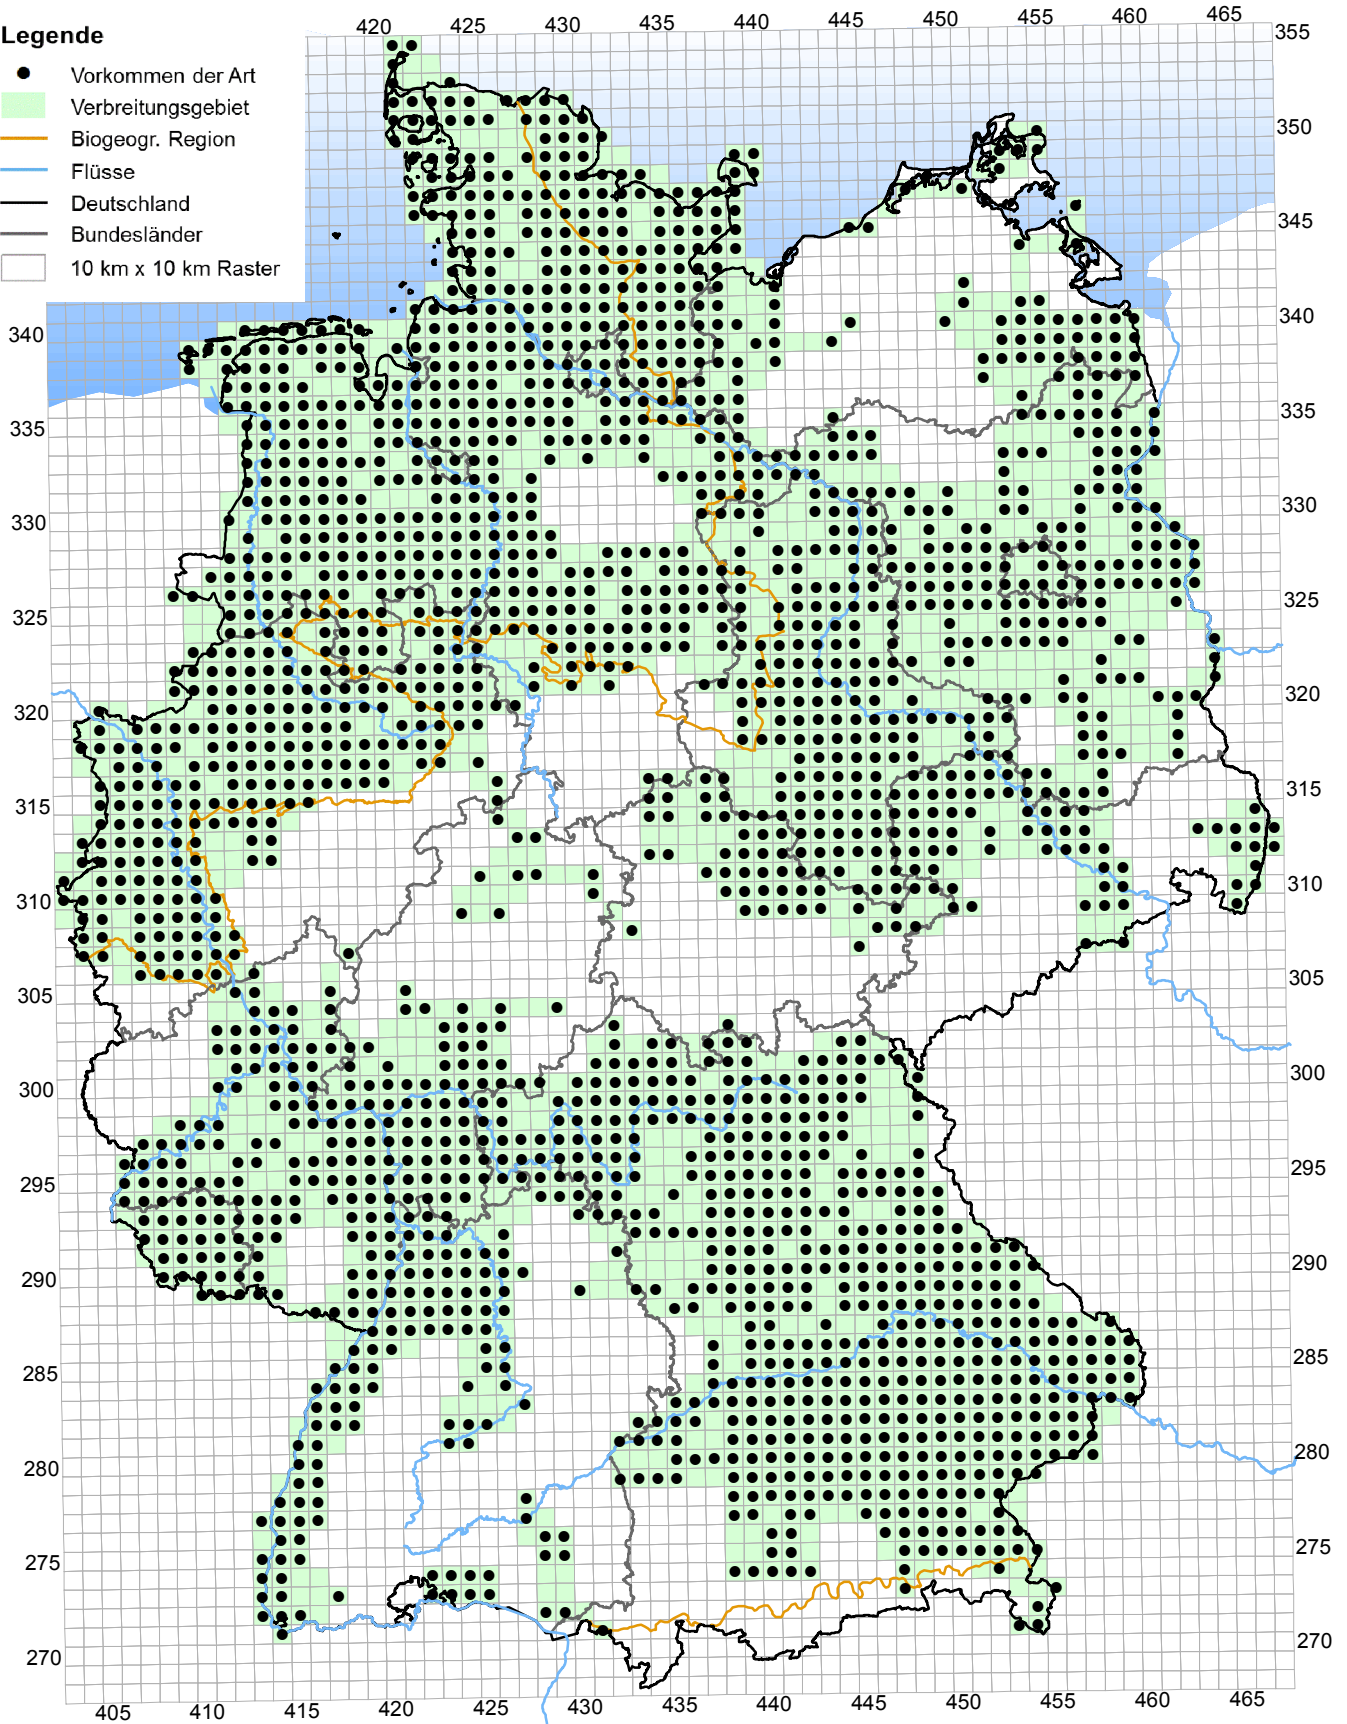 Legende
Vorkommen der Art
Verbreitungsgebiet
Biogeogr. Region
Flüsse
Deutschland
Bundesländer
10 km x 10 km Raster
420 425 430 435 440 445 450 455 460 465
355
350
345
340 340
335 335
330 330
325 325
320 320
315 315
310 310
305 305
300 300
295 295
290 290
285 285
280 280
275 275
270 270
405 410 415 420 425 430 435 440 445 450 455 460 465